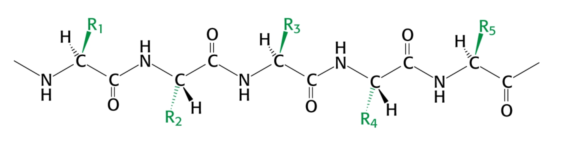 R1 R3 R5
H O H O H
H H
C N C C N C C
N C C N C C N C
H H H
O H O H O
R2 R4